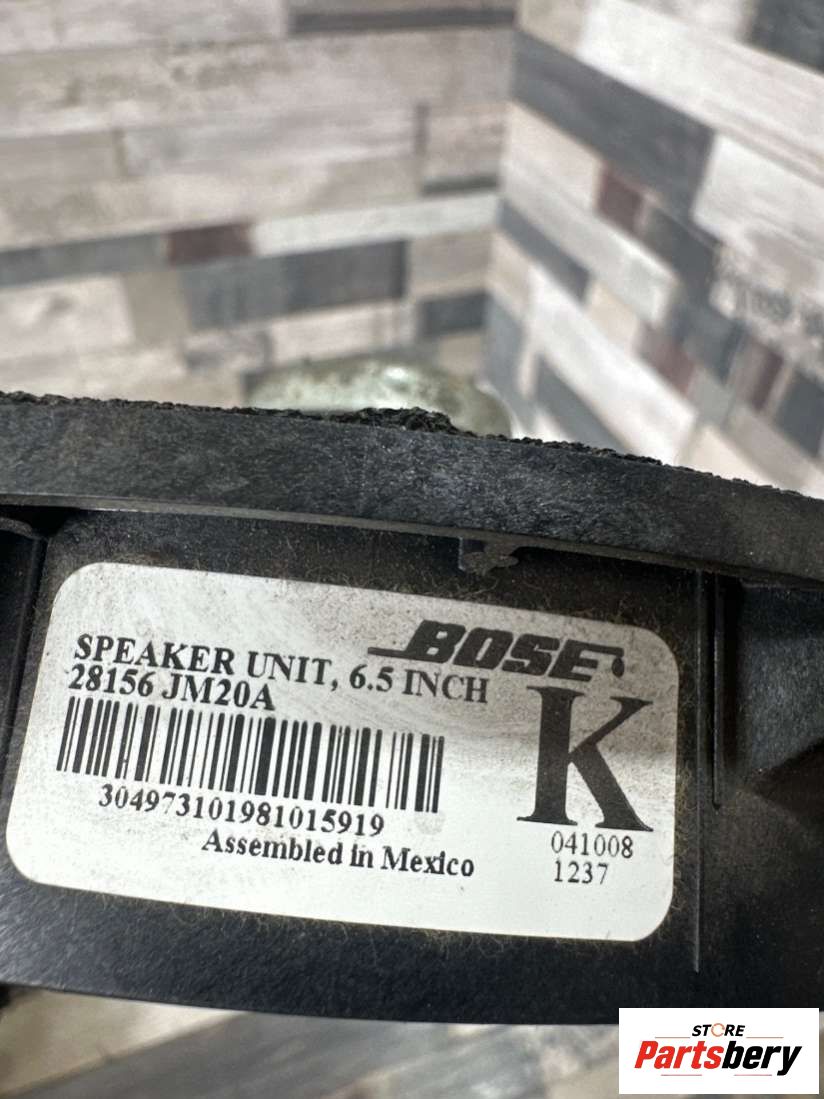 BOSE
SPEAKER UNIT, 6.5 INCH
28156 JM20A
K
304973101981015919
041008
Assembled in Mexico
1237
STORE
Partsbery